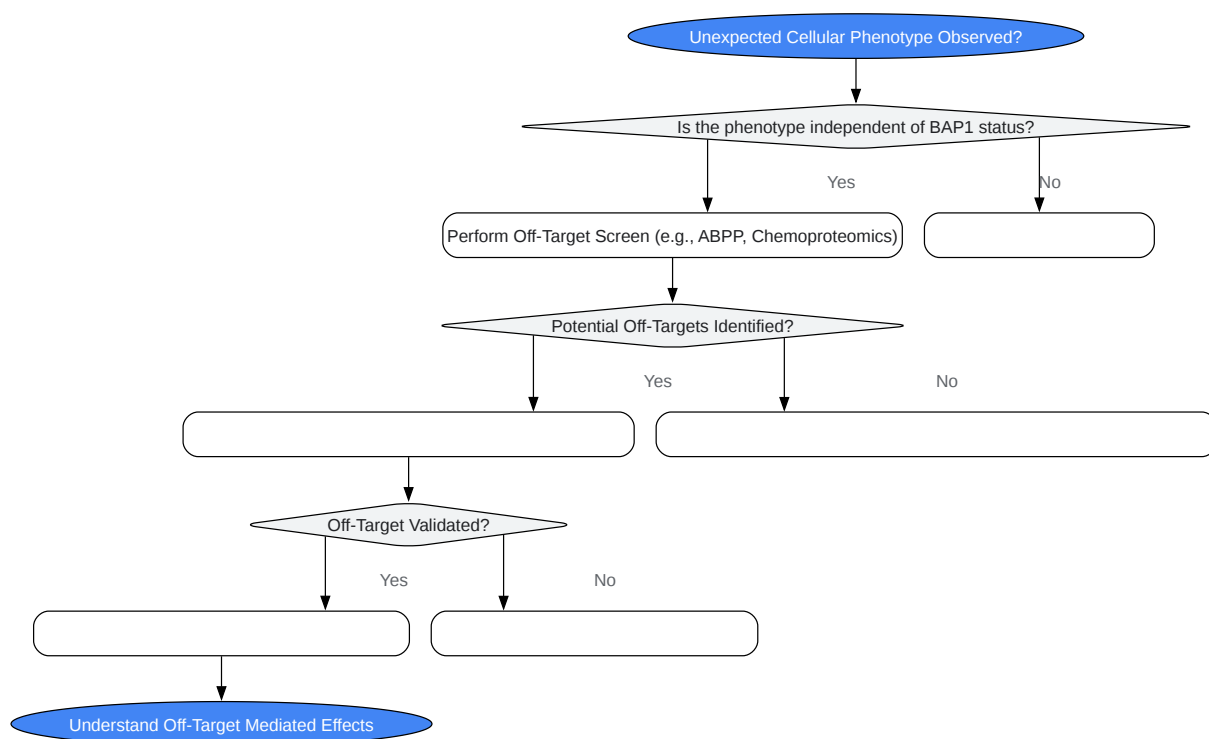 Unexpected Cellular Phenotype Observed?
Is the phenotype independent of BAP1 status?
Yes
No
Perform Off-Target Screen (e.g., ABPP, Chemoproteomics)
Potential Off-Targets Identified?
Yes
No
Off-Target Validated?
Yes
No
Understand Off-Target Mediated Effects